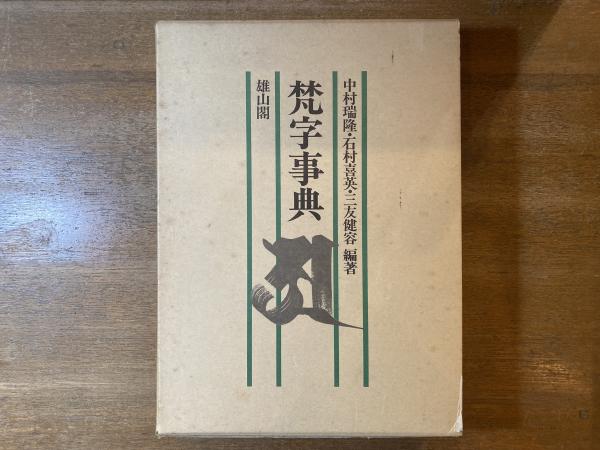 中村瑞隆・石村喜英・三友健容 編著
梵字事典
雄山閣
𑖀